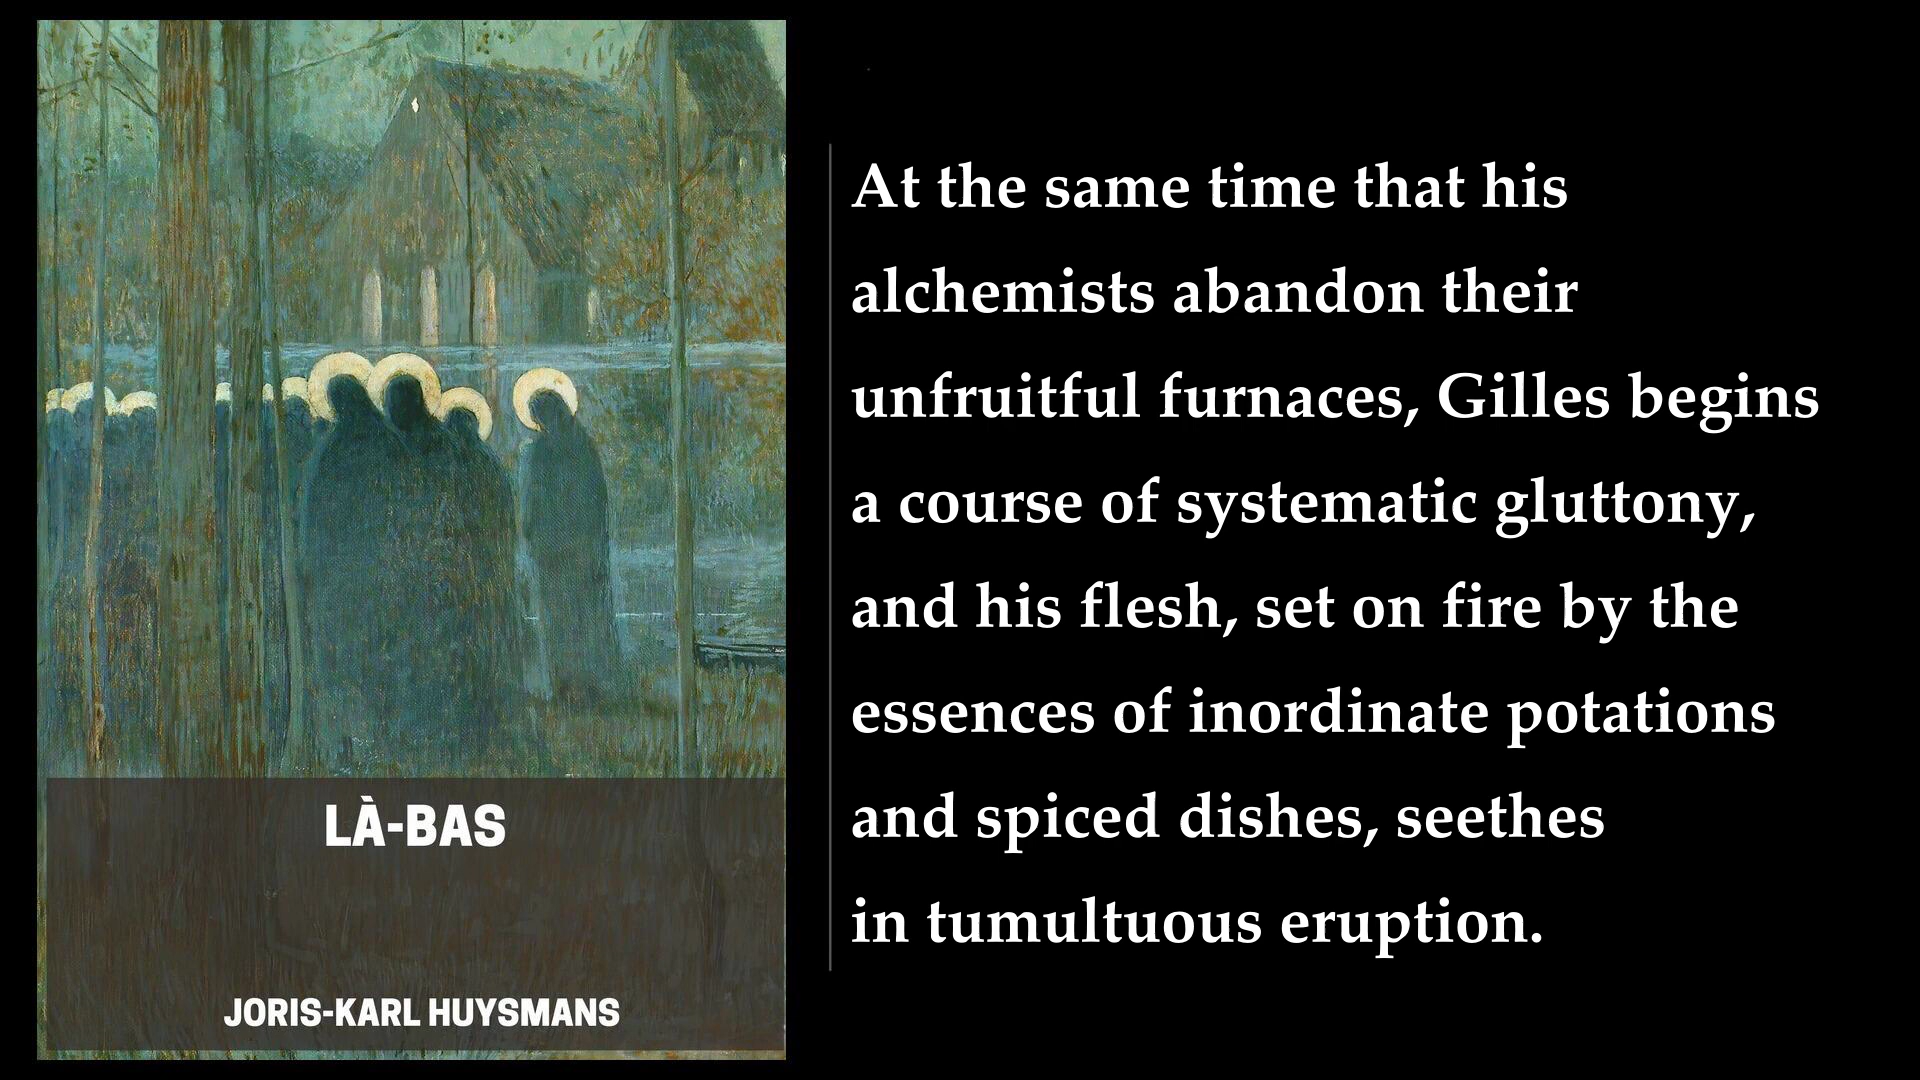 LÀ-BAS
JORIS-KARL HUYSMANS
At the same time that his
alchemists abandon their
unfruitful furnaces, Gilles begins
a course of systematic gluttony,
and his flesh, set on fire by the
essences of inordinate potations
and spiced dishes, seethes
in tumultuous eruption.